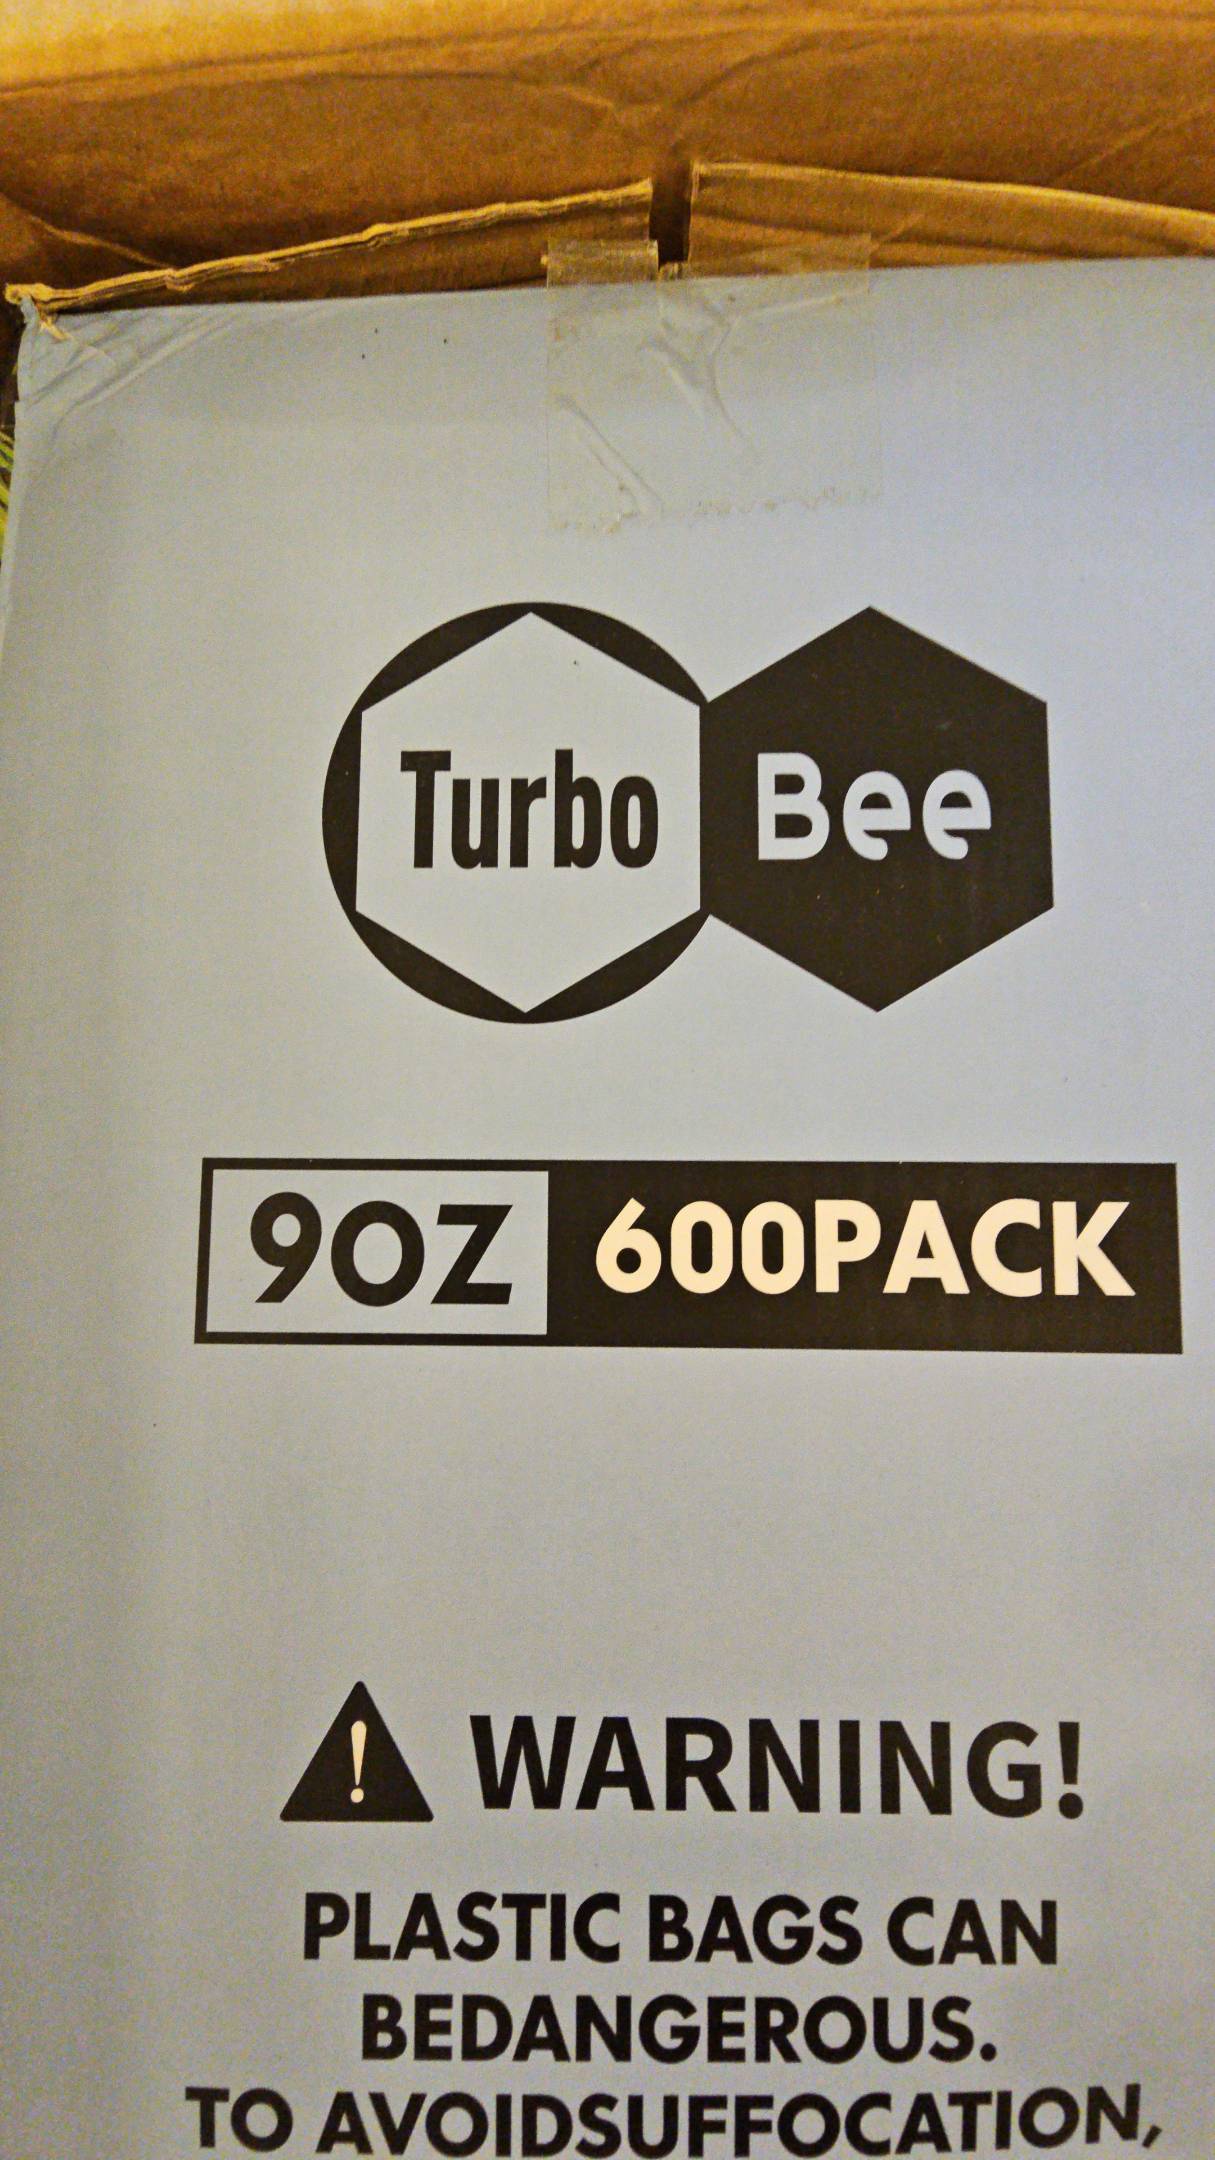 Turbo Bee
9OZ 600PACK
! WARNING!
PLASTIC BAGS CAN
BEDANGEROUS.
TO AVOIDSUFFOCATION,